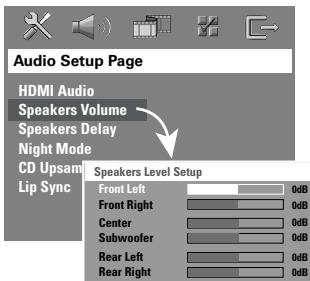 Audio Setup Page
HDMI Audio
Speakers Volume
Speakers Delay
Night Mode
CD Upsam
Lip Sync
Speakers Level Setup
Front Left 0dB
Front Right 0dB
Center 0dB
Subwoofer 0dB
Rear Left 0dB
Rear Right 0dB